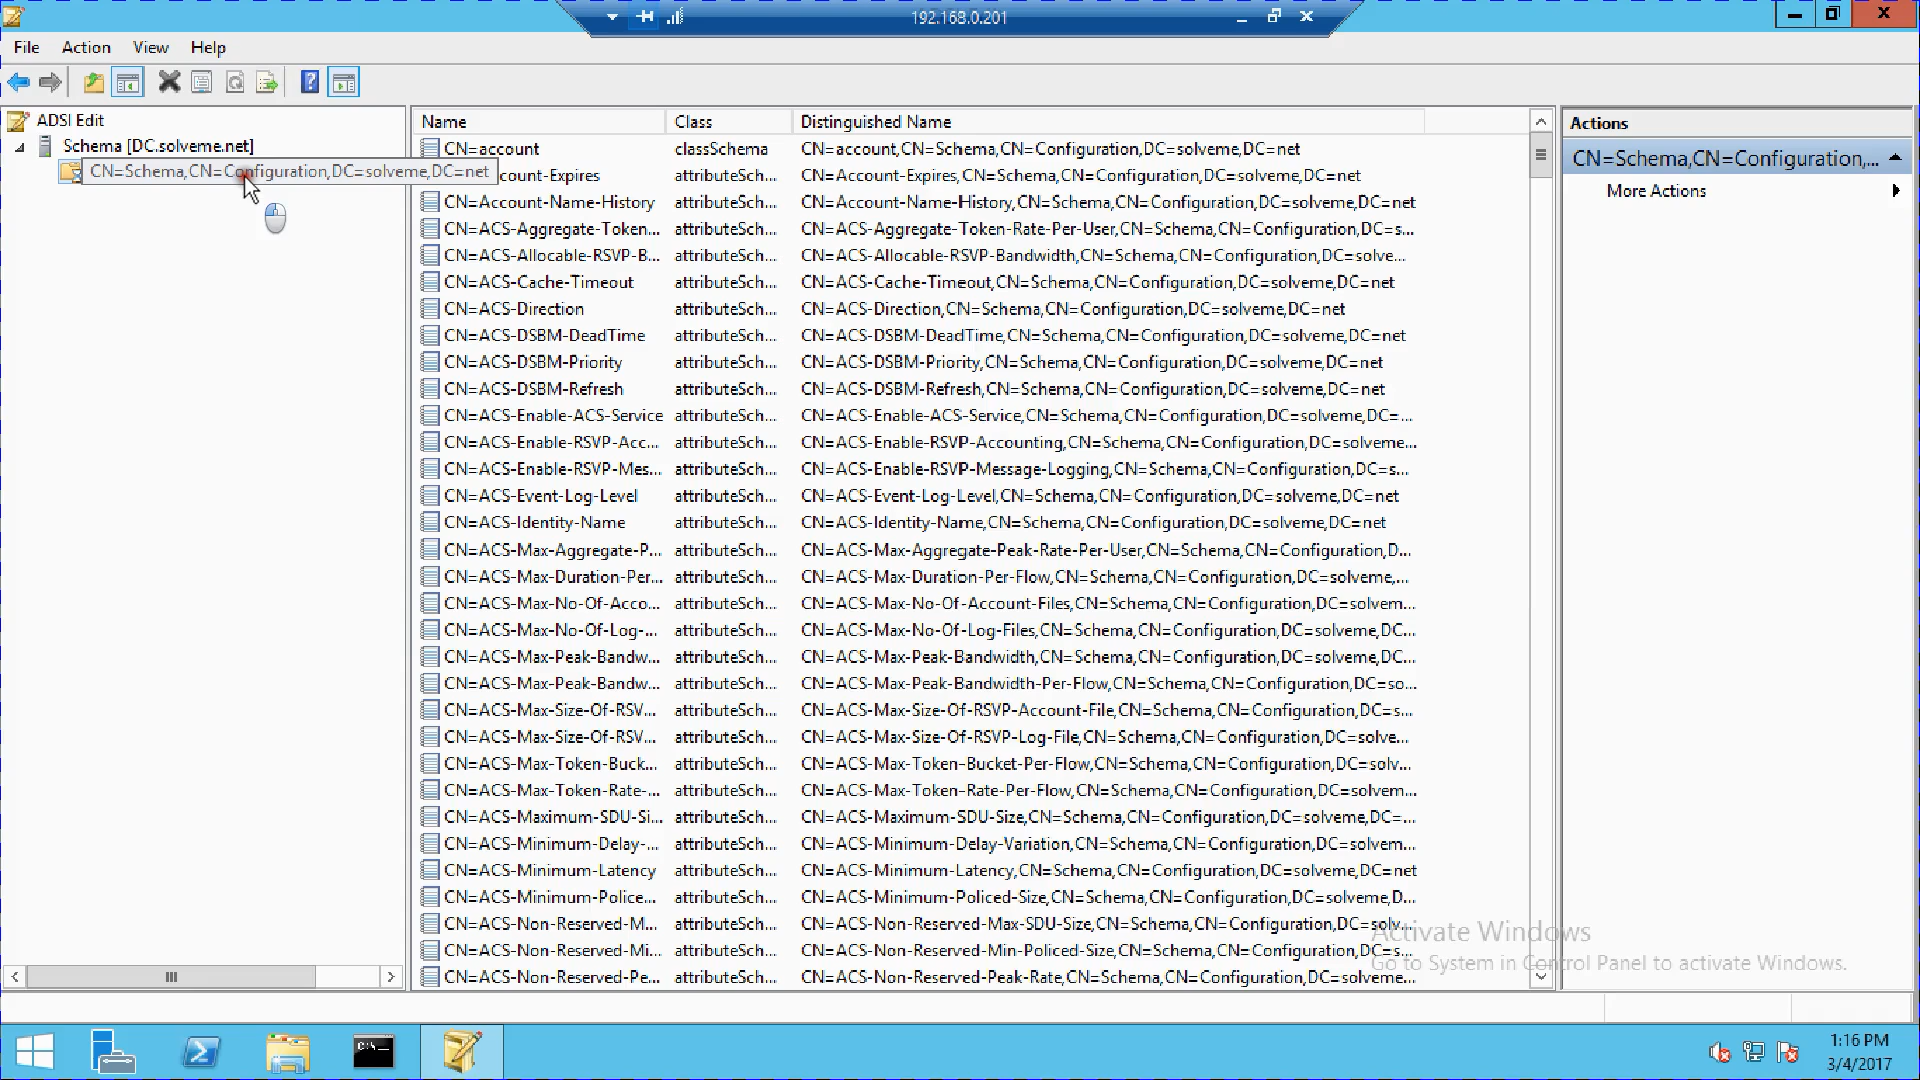 192.168.0.201
File Action View Help
ADSI Edit
Schema [DC.solveme.net]
CN=Schema,CN=Configuration,DC=solveme,DC=net
Name Class Distinguished Name
CN=account classSchema CN=account,CN=Schema,CN=Configuration,DC=solveme,DC=net
count-Expires attributeSch... CN=Account-Expires,CN=Schema,CN=Configuration,DC=solveme,DC=net
CN=Account-Name-History attributeSch... CN=Account-Name-History,CN=Schema,CN=Configuration,DC=solveme,DC=net
CN=ACS-Aggregate-Token... attributeSch... CN=ACS-Aggregate-Token-Rate-Per-User,CN=Schema,CN=Configuration,DC=s...
CN=ACS-Allocable-RSVP-B... attributeSch... CN=ACS-Allocable-RSVP-Bandwidth,CN=Schema,CN=Configuration,DC=solve...
CN=ACS-Cache-Timeout attributeSch... CN=ACS-Cache-Timeout,CN=Schema,CN=Configuration,DC=solveme,DC=net
CN=ACS-Direction attributeSch... CN=ACS-Direction,CN=Schema,CN=Configuration,DC=solveme,DC=net
CN=ACS-DSBM-DeadTime attributeSch... CN=ACS-DSBM-DeadTime,CN=Schema,CN=Configuration,DC=solveme,DC=net
CN=ACS-DSBM-Priority attributeSch... CN=ACS-DSBM-Priority,CN=Schema,CN=Configuration,DC=solveme,DC=net
CN=ACS-DSBM-Refresh attributeSch... CN=ACS-DSBM-Refresh,CN=Schema,CN=Configuration,DC=solveme,DC=net
CN=ACS-Enable-ACS-Service attributeSch... CN=ACS-Enable-ACS-Service,CN=Schema,CN=Configuration,DC=solveme,DC=...
CN=ACS-Enable-RSVP-Acc... attributeSch... CN=ACS-Enable-RSVP-Accounting,CN=Schema,CN=Configuration,DC=solveme...
CN=ACS-Enable-RSVP-Mes... attributeSch... CN=ACS-Enable-RSVP-Message-Logging,CN=Schema,CN=Configuration,DC=s...
CN=ACS-Event-Log-Level attributeSch... CN=ACS-Event-Log-Level,CN=Schema,CN=Configuration,DC=solveme,DC=net
CN=ACS-Identity-Name attributeSch... CN=ACS-Identity-Name,CN=Schema,CN=Configuration,DC=solveme,DC=net
CN=ACS-Max-Aggregate-P... attributeSch... CN=ACS-Max-Aggregate-Peak-Rate-Per-User,CN=Schema,CN=Configuration,D...
CN=ACS-Max-Duration-Per... attributeSch... CN=ACS-Max-Duration-Per-Flow,CN=Schema,CN=Configuration,DC=solveme,...
CN=ACS-Max-No-Of-Acco... attributeSch... CN=ACS-Max-No-Of-Account-Files,CN=Schema,CN=Configuration,DC=solvem...
CN=ACS-Max-No-Of-Log-... attributeSch... CN=ACS-Max-No-Of-Log-Files,CN=Schema,CN=Configuration,DC=solveme,DC...
CN=ACS-Max-Peak-Bandw... attributeSch... CN=ACS-Max-Peak-Bandwidth,CN=Schema,CN=Configuration,DC=solveme,DC...
CN=ACS-Max-Peak-Bandw... attributeSch... CN=ACS-Max-Peak-Bandwidth-Per-Flow,CN=Schema,CN=Configuration,DC=so...
CN=ACS-Max-Size-Of-RSV... attributeSch... CN=ACS-Max-Size-Of-RSVP-Account-File,CN=Schema,CN=Configuration,DC=s...
CN=ACS-Max-Size-Of-RSV... attributeSch... CN=ACS-Max-Size-Of-RSVP-Log-File,CN=Schema,CN=Configuration,DC=solve...
CN=ACS-Max-Token-Buck... attributeSch... CN=ACS-Max-Token-Bucket-Per-Flow,CN=Schema,CN=Configuration,DC=solv...
CN=ACS-Max-Token-Rate-... attributeSch... CN=ACS-Max-Token-Rate-Per-Flow,CN=Schema,CN=Configuration,DC=solvem...
CN=ACS-Maximum-SDU-Si... attributeSch... CN=ACS-Maximum-SDU-Size,CN=Schema,CN=Configuration,DC=solveme,DC=...
CN=ACS-Minimum-Delay-... attributeSch... CN=ACS-Minimum-Delay-Variation,CN=Schema,CN=Configuration,DC=solvem...
CN=ACS-Minimum-Latency attributeSch... CN=ACS-Minimum-Latency,CN=Schema,CN=Configuration,DC=solveme,DC=net
CN=ACS-Minimum-Police... attributeSch... CN=ACS-Minimum-Policed-Size,CN=Schema,CN=Configuration,DC=solveme,D...
CN=ACS-Non-Reserved-M... attributeSch... CN=ACS-Non-Reserved-Max-SDU-Size,CN=Schema,CN=Configuration,DC=solv...
CN=ACS-Non-Reserved-Mi... attributeSch... CN=ACS-Non-Reserved-Min-Policed-Size,CN=Schema,CN=Configuration,DC=s...
CN=ACS-Non-Reserved-Pe... attributeSch... CN=ACS-Non-Reserved-Peak-Rate,CN=Schema,CN=Configuration,DC=solveme...
Actions
CN=Schema,CN=Configuration,...
More Actions
Activate Windows
Go to System in Control Panel to activate Windows.
C:\_
1:16 PM
3/4/2017